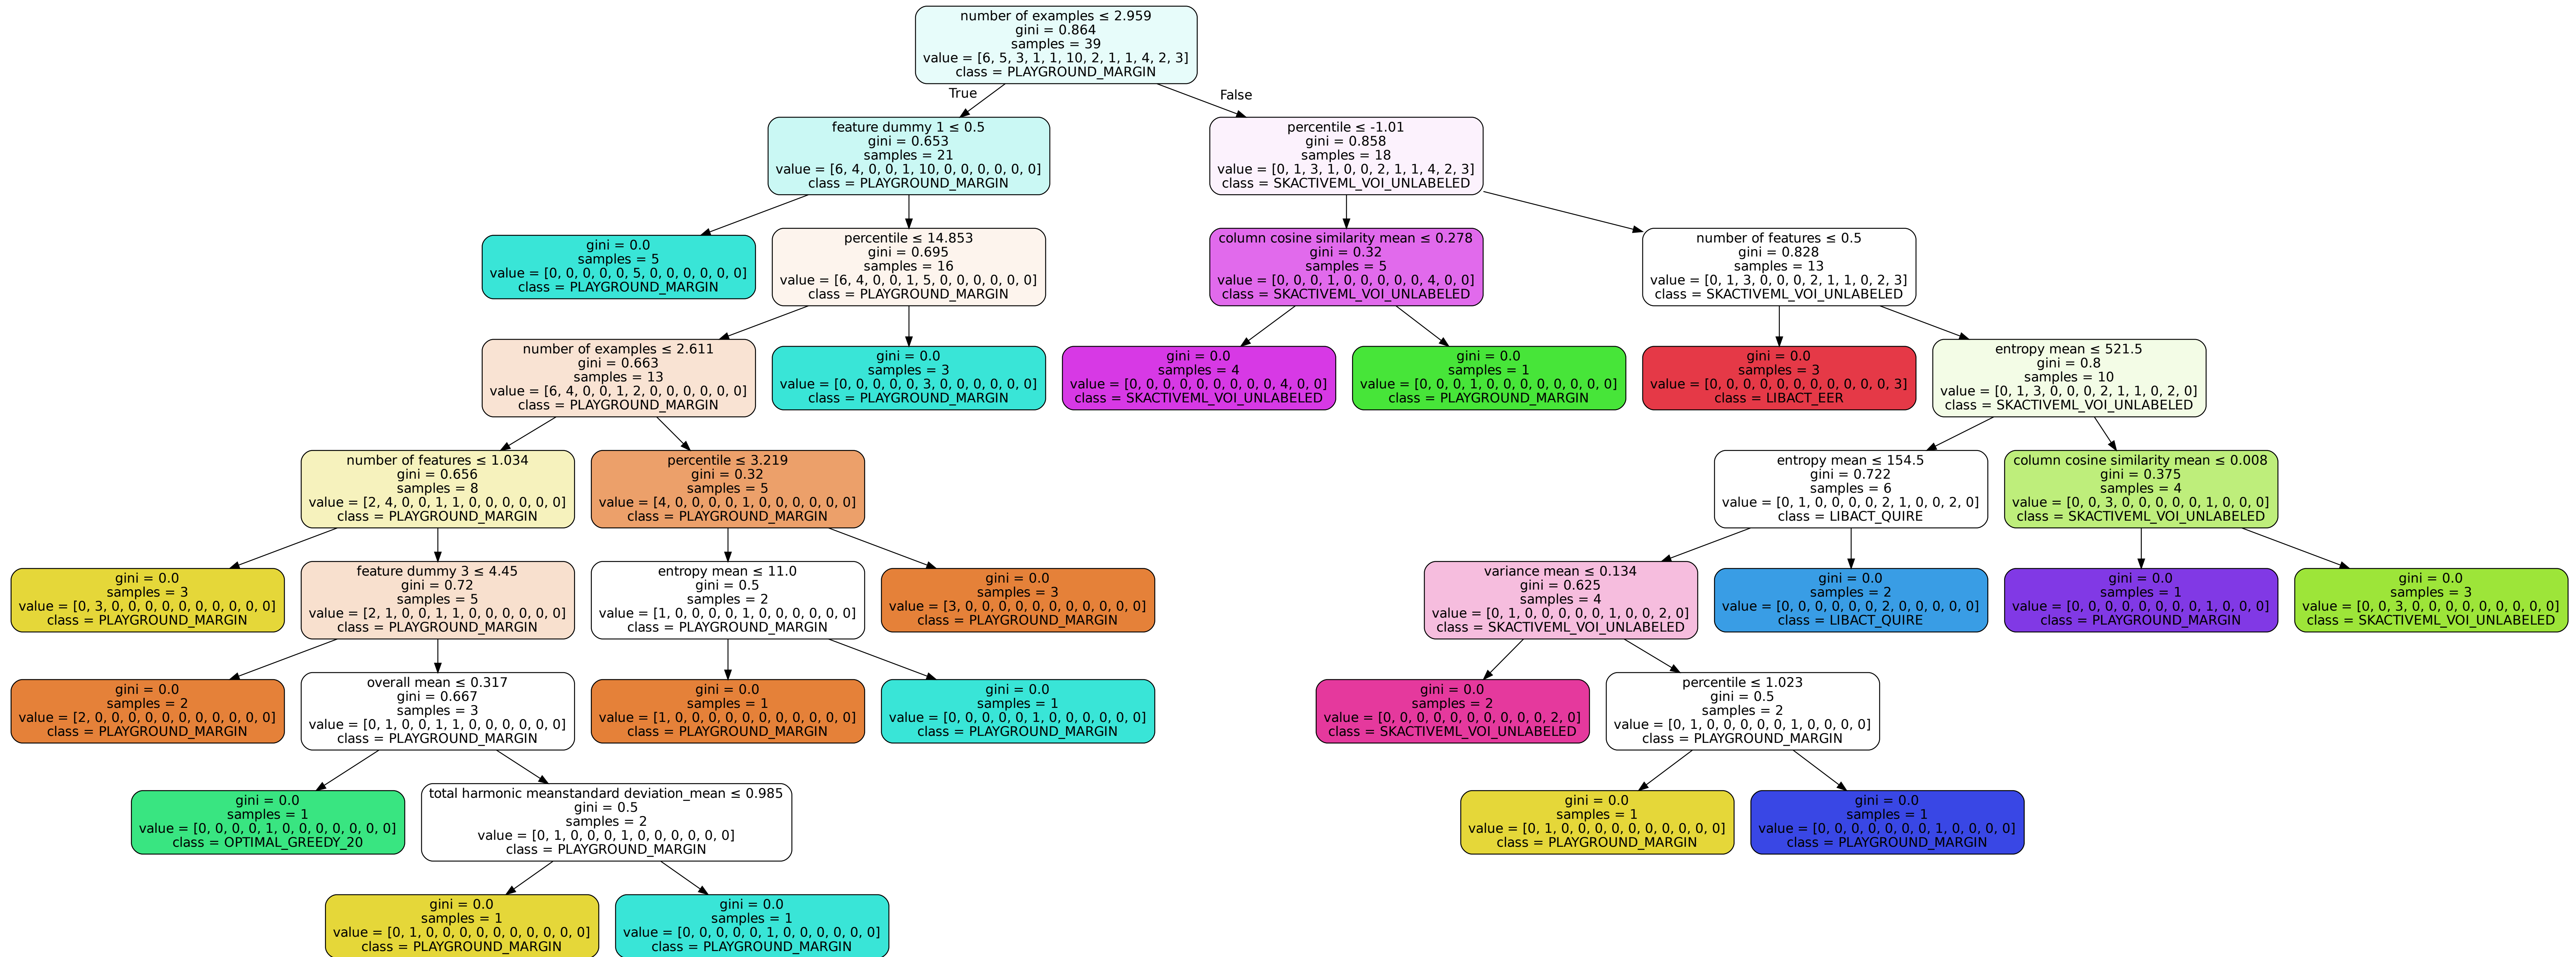 number of examples ≤ 2.959
gini = 0.864
samples = 39
value = [6, 5, 3, 1, 1, 10, 2, 1, 1, 4, 2, 3]
class = PLAYGROUND_MARGIN
True
False
feature dummy 1 ≤ 0.5
gini = 0.653
samples = 21
value = [6, 4, 0, 0, 1, 10, 0, 0, 0, 0, 0, 0]
class = PLAYGROUND_MARGIN
percentile ≤ -1.01
gini = 0.858
samples = 18
value = [0, 1, 3, 1, 0, 0, 2, 1, 1, 4, 2, 3]
class = SKACTIVEML_VOI_UNLABELED
gini = 0.0
samples = 5
value = [0, 0, 0, 0, 0, 5, 0, 0, 0, 0, 0, 0]
class = PLAYGROUND_MARGIN
percentile ≤ 14.853
gini = 0.695
samples = 16
value = [6, 4, 0, 0, 1, 5, 0, 0, 0, 0, 0, 0]
class = PLAYGROUND_MARGIN
column cosine similarity mean ≤ 0.278
gini = 0.32
samples = 5
value = [0, 0, 0, 1, 0, 0, 0, 0, 0, 4, 0, 0]
class = SKACTIVEML_VOI_UNLABELED
number of features ≤ 0.5
gini = 0.828
samples = 13
value = [0, 1, 3, 0, 0, 0, 2, 1, 1, 0, 2, 3]
class = SKACTIVEML_VOI_UNLABELED
number of examples ≤ 2.611
gini = 0.663
samples = 13
value = [6, 4, 0, 0, 1, 2, 0, 0, 0, 0, 0, 0]
class = PLAYGROUND_MARGIN
gini = 0.0
samples = 3
value = [0, 0, 0, 0, 0, 3, 0, 0, 0, 0, 0, 0]
class = PLAYGROUND_MARGIN
gini = 0.0
samples = 4
value = [0, 0, 0, 0, 0, 0, 0, 0, 0, 4, 0, 0]
class = SKACTIVEML_VOI_UNLABELED
gini = 0.0
samples = 1
value = [0, 0, 0, 1, 0, 0, 0, 0, 0, 0, 0, 0]
class = PLAYGROUND_MARGIN
gini = 0.0
samples = 3
value = [0, 0, 0, 0, 0, 0, 0, 0, 0, 0, 0, 3]
class = LIBACT_EER
entropy mean ≤ 521.5
gini = 0.8
samples = 10
value = [0, 1, 3, 0, 0, 0, 2, 1, 1, 0, 2, 0]
class = SKACTIVEML_VOI_UNLABELED
number of features ≤ 1.034
gini = 0.656
samples = 8
value = [2, 4, 0, 0, 1, 1, 0, 0, 0, 0, 0, 0]
class = PLAYGROUND_MARGIN
percentile ≤ 3.219
gini = 0.32
samples = 5
value = [4, 0, 0, 0, 0, 1, 0, 0, 0, 0, 0, 0]
class = PLAYGROUND_MARGIN
entropy mean ≤ 154.5
gini = 0.722
samples = 6
value = [0, 1, 0, 0, 0, 0, 2, 1, 0, 0, 2, 0]
class = LIBACT_QUIRE
column cosine similarity mean ≤ 0.008
gini = 0.375
samples = 4
value = [0, 0, 3, 0, 0, 0, 0, 0, 1, 0, 0, 0]
class = SKACTIVEML_VOI_UNLABELED
gini = 0.0
samples = 3
value = [0, 3, 0, 0, 0, 0, 0, 0, 0, 0, 0, 0]
class = PLAYGROUND_MARGIN
feature dummy 3 ≤ 4.45
gini = 0.72
samples = 5
value = [2, 1, 0, 0, 1, 1, 0, 0, 0, 0, 0, 0]
class = PLAYGROUND_MARGIN
entropy mean ≤ 11.0
gini = 0.5
samples = 2
value = [1, 0, 0, 0, 0, 1, 0, 0, 0, 0, 0, 0]
class = PLAYGROUND_MARGIN
gini = 0.0
samples = 3
value = [3, 0, 0, 0, 0, 0, 0, 0, 0, 0, 0, 0]
class = PLAYGROUND_MARGIN
variance mean ≤ 0.134
gini = 0.625
samples = 4
value = [0, 1, 0, 0, 0, 0, 0, 1, 0, 0, 2, 0]
class = SKACTIVEML_VOI_UNLABELED
gini = 0.0
samples = 2
value = [0, 0, 0, 0, 0, 0, 2, 0, 0, 0, 0, 0]
class = LIBACT_QUIRE
gini = 0.0
samples = 1
value = [0, 0, 0, 0, 0, 0, 0, 0, 1, 0, 0, 0]
class = PLAYGROUND_MARGIN
gini = 0.0
samples = 3
value = [0, 0, 3, 0, 0, 0, 0, 0, 0, 0, 0, 0]
class = SKACTIVEML_VOI_UNLABELED
gini = 0.0
samples = 2
value = [2, 0, 0, 0, 0, 0, 0, 0, 0, 0, 0, 0]
class = PLAYGROUND_MARGIN
overall mean ≤ 0.317
gini = 0.667
samples = 3
value = [0, 1, 0, 0, 1, 1, 0, 0, 0, 0, 0, 0]
class = PLAYGROUND_MARGIN
gini = 0.0
samples = 1
value = [1, 0, 0, 0, 0, 0, 0, 0, 0, 0, 0, 0]
class = PLAYGROUND_MARGIN
gini = 0.0
samples = 1
value = [0, 0, 0, 0, 0, 1, 0, 0, 0, 0, 0, 0]
class = PLAYGROUND_MARGIN
gini = 0.0
samples = 2
value = [0, 0, 0, 0, 0, 0, 0, 0, 0, 0, 2, 0]
class = SKACTIVEML_VOI_UNLABELED
percentile ≤ 1.023
gini = 0.5
samples = 2
value = [0, 1, 0, 0, 0, 0, 0, 1, 0, 0, 0, 0]
class = PLAYGROUND_MARGIN
gini = 0.0
samples = 1
value = [0, 0, 0, 0, 1, 0, 0, 0, 0, 0, 0, 0]
class = OPTIMAL_GREEDY_20
total harmonic meanstandard deviation_mean ≤ 0.985
gini = 0.5
samples = 2
value = [0, 1, 0, 0, 0, 1, 0, 0, 0, 0, 0, 0]
class = PLAYGROUND_MARGIN
gini = 0.0
samples = 1
value = [0, 1, 0, 0, 0, 0, 0, 0, 0, 0, 0, 0]
class = PLAYGROUND_MARGIN
gini = 0.0
samples = 1
value = [0, 0, 0, 0, 0, 0, 0, 1, 0, 0, 0, 0]
class = PLAYGROUND_MARGIN
gini = 0.0
samples = 1
value = [0, 1, 0, 0, 0, 0, 0, 0, 0, 0, 0, 0]
class = PLAYGROUND_MARGIN
gini = 0.0
samples = 1
value = [0, 0, 0, 0, 0, 1, 0, 0, 0, 0, 0, 0]
class = PLAYGROUND_MARGIN